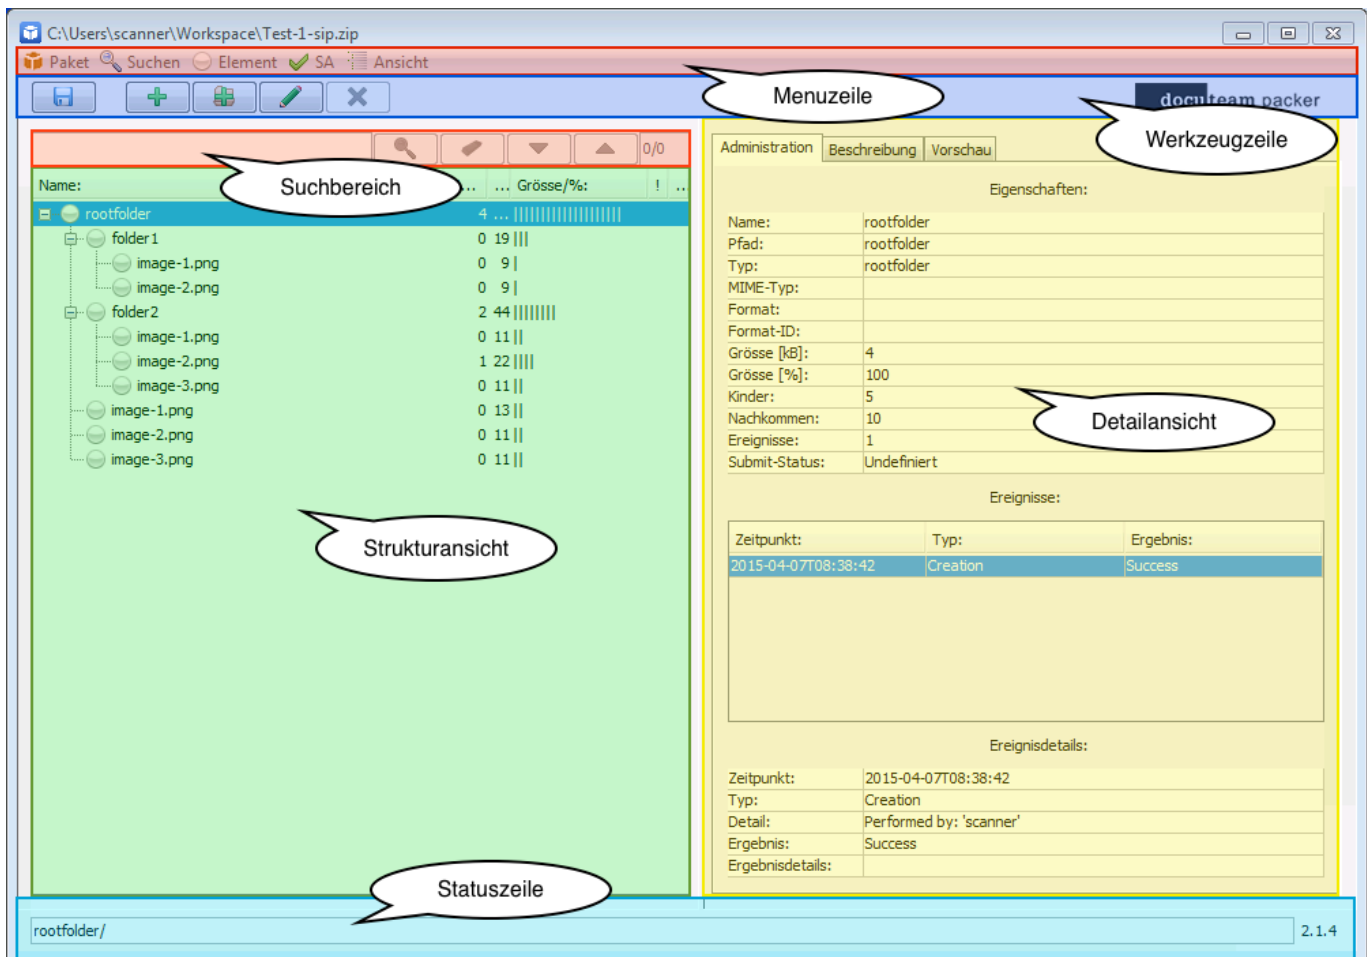 C:\Users\scanner\Workspace\Test-1-sip.zip
Paket Suchen Element SA Ansicht
Menuzeile
docuteam packer
Werkzeugzeile
0/0
Suchbereich
Name: ... ... Grösse/%: ! ...
rootfolder 4 ...
folder1 0 19
image-1.png 0 9
image-2.png 0 9
folder2 2 44
image-1.png 0 11
image-2.png 1 22
image-3.png 0 11
image-1.png 0 13
image-2.png 0 11
image-3.png 0 11
Strukturansicht
Administration Beschreibung Vorschau
Eigenschaften:
Name: rootfolder
Pfad: rootfolder
Typ: rootfolder
MIME-Typ:
Format:
Format-ID:
Grösse [kB]: 4
Grösse [%]: 100
Kinder: 5
Nachkommen: 10
Ereignisse: 1
Submit-Status: Undefiniert
Detailansicht
Ereignisse:
Zeitpunkt: Typ: Ergebnis:
2015-04-07T08:38:42 Creation Success
Ereignisdetails:
Zeitpunkt: 2015-04-07T08:38:42
Typ: Creation
Detail: Performed by: 'scanner'
Ergebnis: Success
Ergebnisdetails:
Statuszeile
rootfolder/ 2.1.4